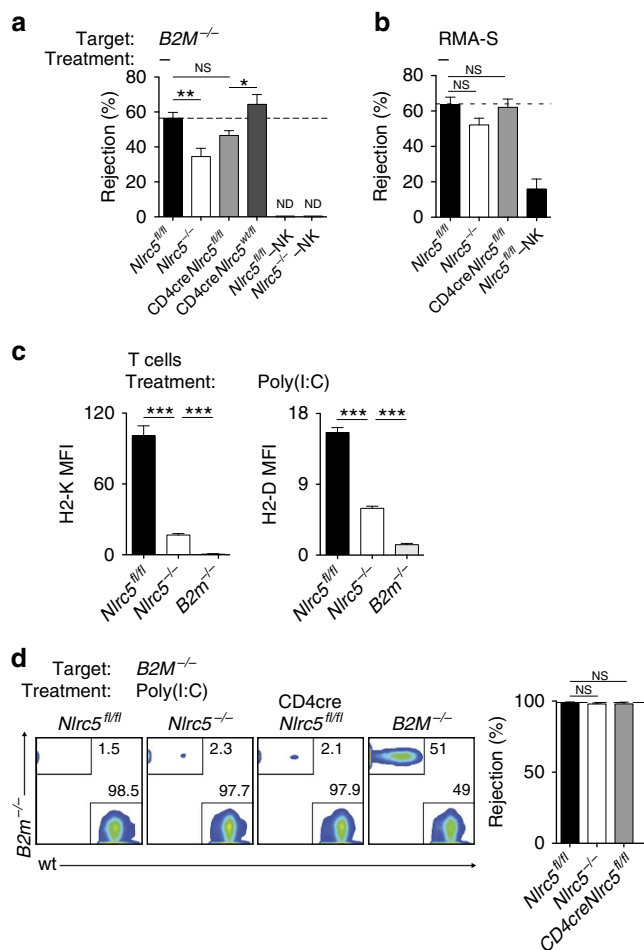 a
Target: B2M–/–
Treatment: –
NS
** *
80
60
40
20
0
Rejection (%)
ND ND
Nlrc5fl/fl
Nlrc5–/–
CD4creNlrc5fl/fl
CD4creNlrc5wt/fl
Nlrc5fl/fl –NK
Nlrc5–/– –NK
b
RMA-S
–
NS
NS
80
60
40
20
0
Rejection (%)
Nlrc5fl/fl
Nlrc5–/–
CD4creNlrc5fl/fl
Nlrc5fl/fl –NK
c
T cells
Treatment: Poly(I:C)
120
60
0
H2-K MFI
*** ***
Nlrc5fl/fl
Nlrc5–/–
B2m–/–
18
9
0
H2-D MFI
*** ***
Nlrc5fl/fl
Nlrc5–/–
B2m–/–
d
Target: B2M–/–
Treatment: Poly(I:C)
Nlrc5fl/fl
Nlrc5–/–
CD4cre
Nlrc5fl/fl
B2M–/–
1.5 2.3 2.1 51
98.5 97.7 97.9 49
B2m–/–
wt
NS
NS
100
50
0
Rejection (%)
Nlrc5fl/fl
Nlrc5–/–
CD4creNlrc5fl/fl